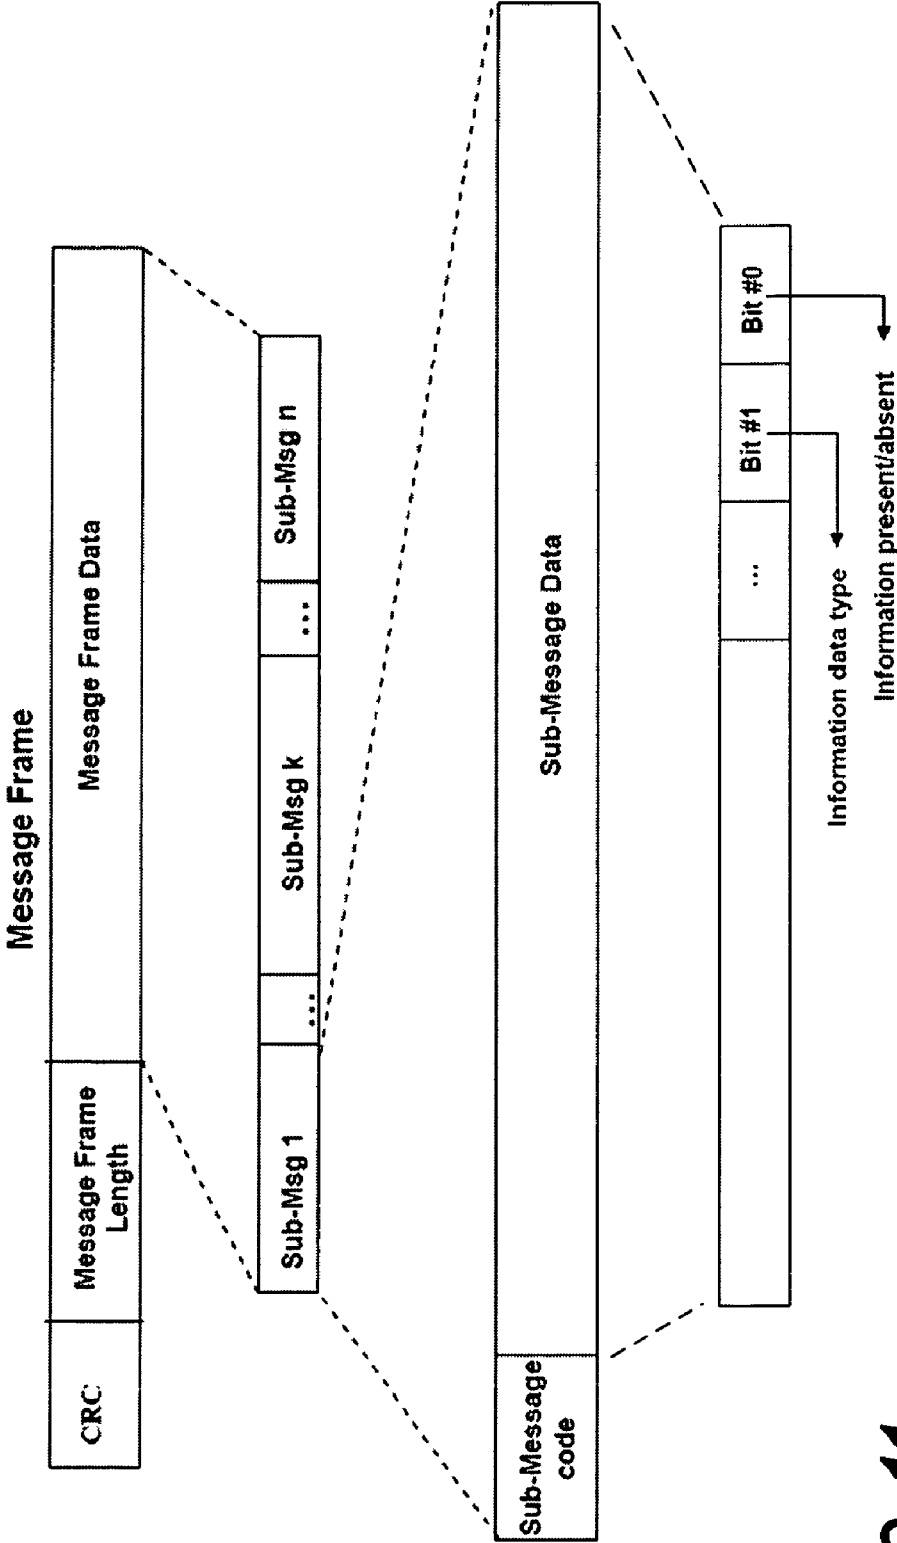 Message Frame
CRC
Message Frame
Length
Message Frame Data
Sub-Msg 1
...
Sub-Msg k
...
Sub-Msg n
Sub-Message
code
Sub-Message Data
...
Bit #1
Bit #0
Information data type
Information present/absent